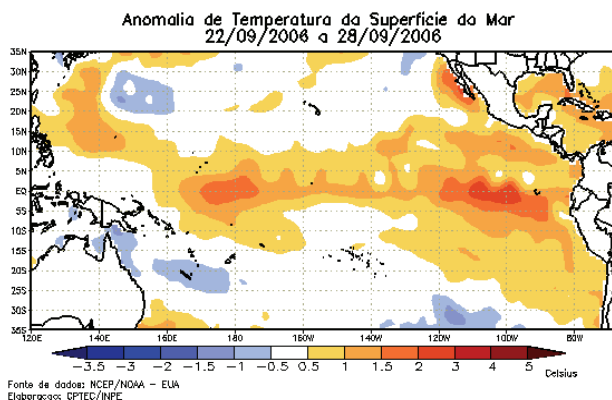 Anomalia de Temperatura da Superfície do Mar
22/09/2006 a 28/09/2006
35N
30N
25N
20N
15N
10N
5N
EQ
5S
10S
15S
20S
25S
30S
36S
120E 140E 160E 180 160W 140W 120W 100W 80W
-3.5 -3 -2 -1.5 -1 -0.5 0.5 1 1.5 2 3 4 5
Celsius
Fonte de dados: NCEP/NOAA - EUA
Elaboracao: CPTEC/INPE